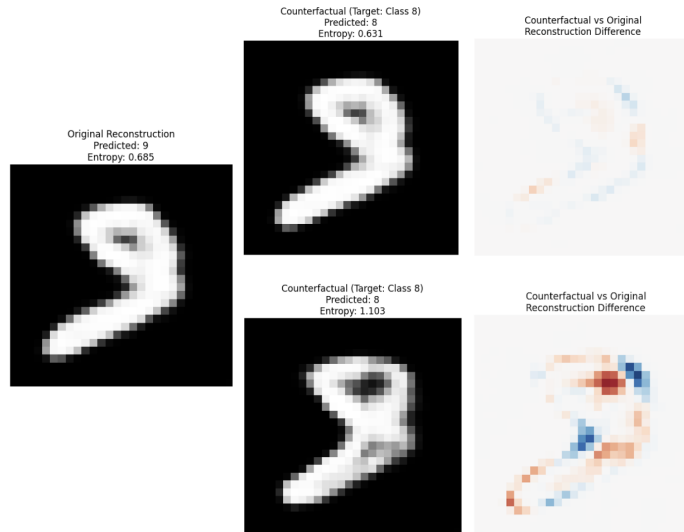 Original Reconstruction
Predicted: 9
Entropy: 0.685
Counterfactual (Target: Class 8)
Predicted: 8
Entropy: 0.631
Counterfactual vs Original
Reconstruction Difference
Counterfactual (Target: Class 8)
Predicted: 8
Entropy: 1.103
Counterfactual vs Original
Reconstruction Difference